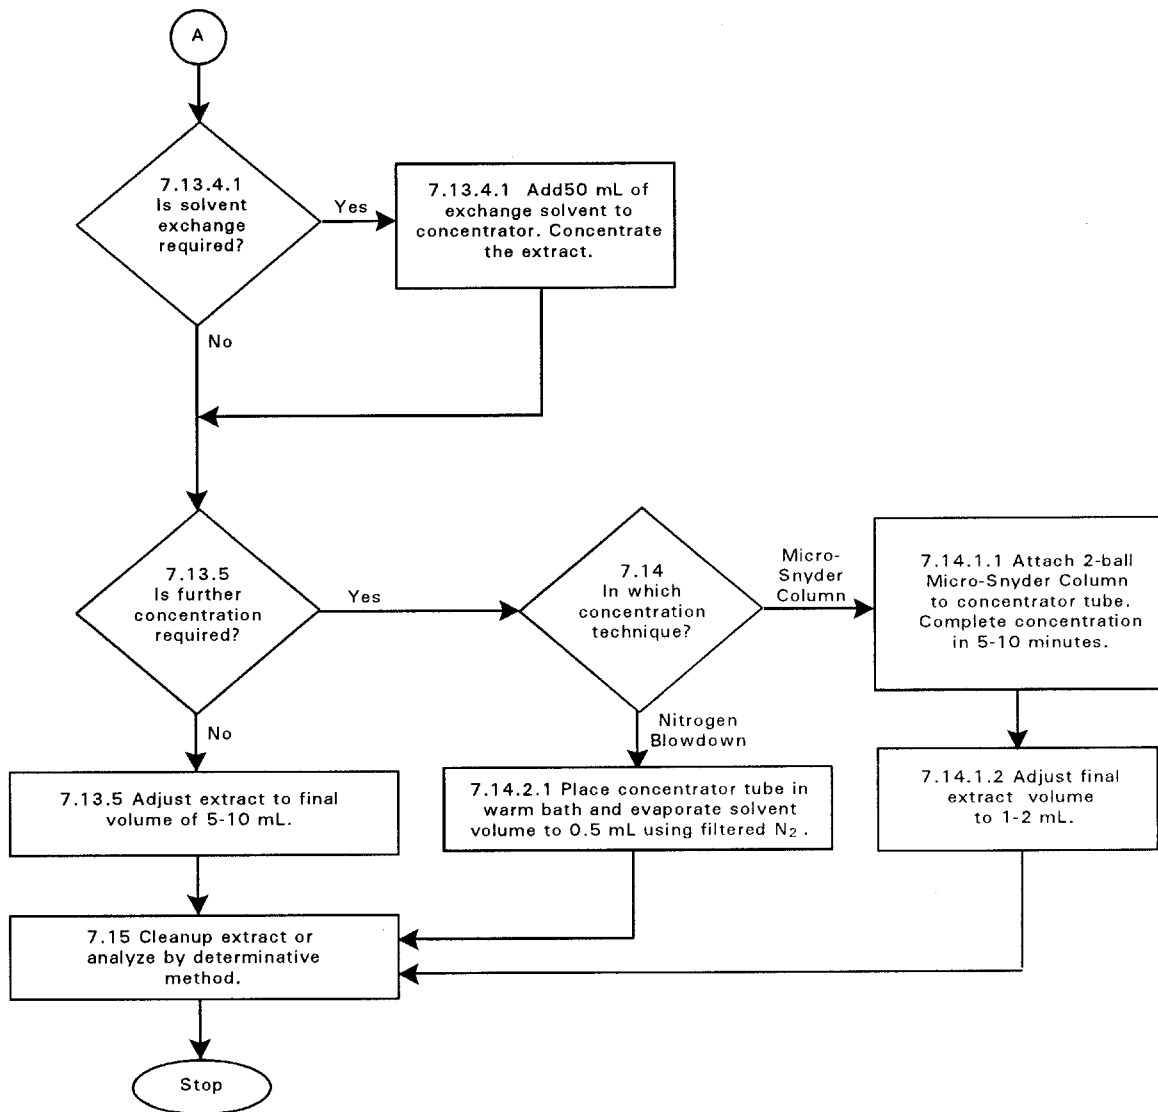 A
7.13.4.1
Is solvent
exchange
required?
Yes
7.13.4.1 Add50 mL of
exchange solvent to
concentrator. Concentrate
the extract.
No
7.13.5
Is further
concentration
required?
Yes
7.14
In which
concentration
technique?
Micro-
Snyder
Column
7.14.1.1 Attach 2-ball
Micro-Snyder Column
to concentrator tube.
Complete concentration
in 5-10 minutes.
No
Nitrogen
Blowdown
7.13.5 Adjust extract to final
volume of 5-10 mL.
7.14.2.1 Place concentrator tube in
warm bath and evaporate solvent
volume to 0.5 mL using filtered N₂ .
7.14.1.2 Adjust final
extract volume
to 1-2 mL.
7.15 Cleanup extract or
analyze by determinative
method.
Stop